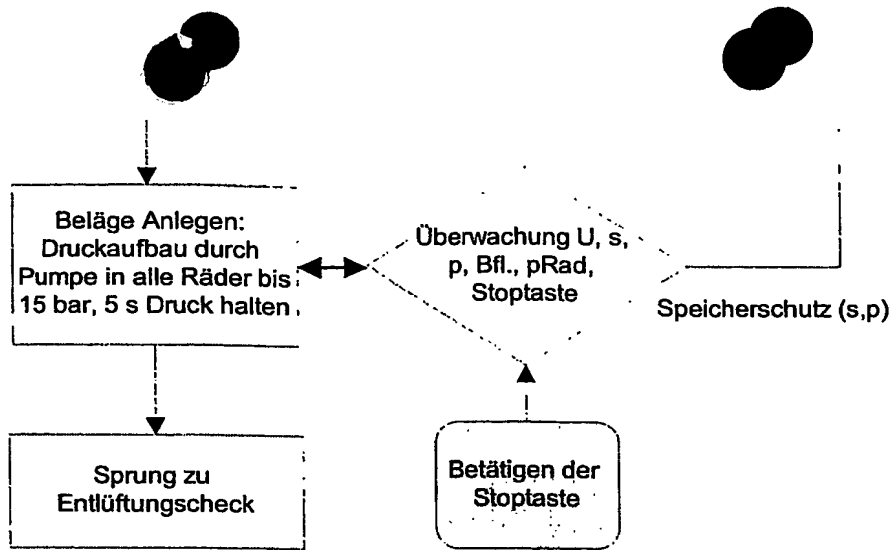 Beläge Anlegen:
Druckaufbau durch
Pumpe in alle Räder bis
15 bar, 5 s Druck halten
Überwachung U, s,
p, Bfl., pRad,
Stoptaste
Speicherschutz (s,p)
Sprung zu
Entlüftungscheck
Betätigen der
Stoptaste